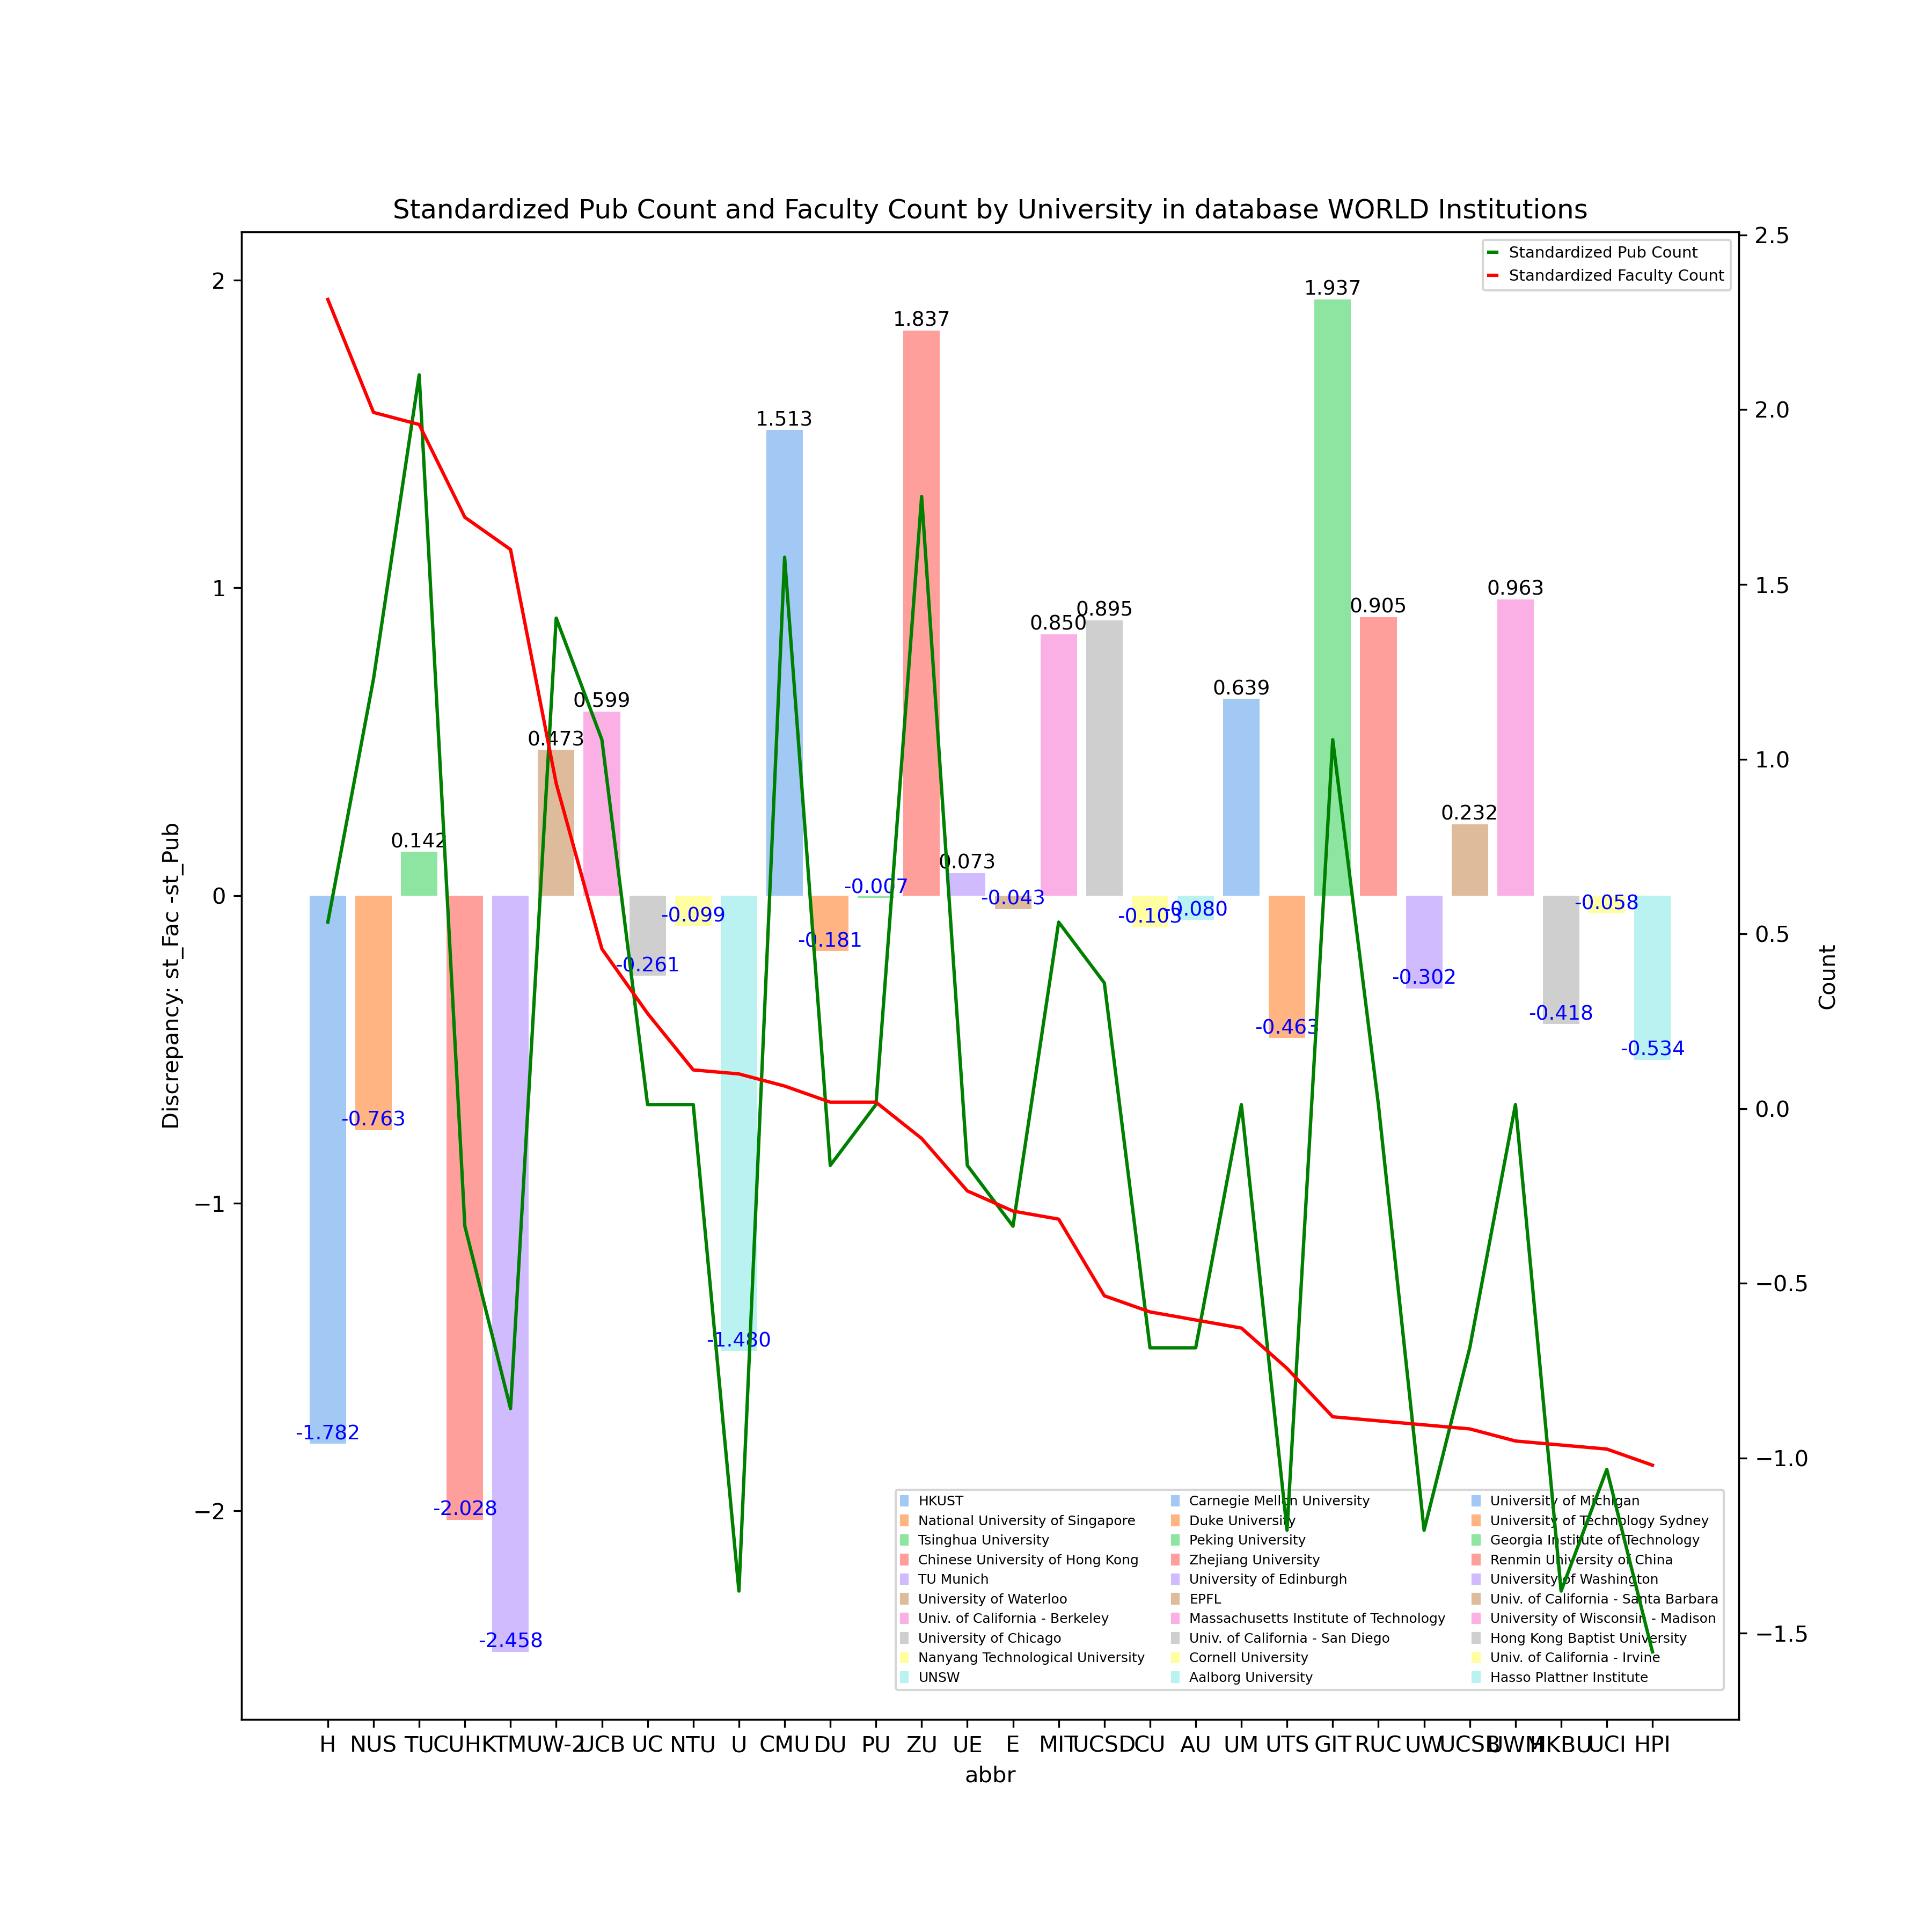 Standardized Pub Count and Faculty Count by University in database WORLD Institutions
Standardized Pub Count
Standardized Faculty Count
2
1
0
−1
−2
Discrepancy: st_Fac -st_Pub
2.5
2.0
1.5
1.0
0.5
0.0
−0.5
−1.0
−1.5
Count
-1.782
-0.763
0.142
-2.028
-2.458
0.473
0.599
-0.261
-0.099
-1.480
1.513
-0.181
-0.007
1.837
0.073
-0.043
0.850
0.895
-0.103
-0.080
0.639
-0.463
1.937
0.905
-0.302
0.232
0.963
-0.418
-0.058
-0.534
HKUST
National University of Singapore
Tsinghua University
Chinese University of Hong Kong
TU Munich
University of Waterloo
Univ. of California - Berkeley
University of Chicago
Nanyang Technological University
UNSW
Carnegie Mellon University
Duke University
Peking University
Zhejiang University
University of Edinburgh
EPFL
Massachusetts Institute of Technology
Univ. of California - San Diego
Cornell University
Aalborg University
University of Michigan
University of Technology Sydney
Georgia Institute of Technology
Renmin University of China
University of Washington
Univ. of California - Santa Barbara
University of Wisconsin - Madison
Hong Kong Baptist University
Univ. of California - Irvine
Hasso Plattner Institute
H NUS TU CUHK TM UW-2 UCB UC NTU U CMU DU PU ZU UE E MIT UCSD CU AU UM UTS GIT RUC UW UCSB UWM HKBU UCI HPI
abbr